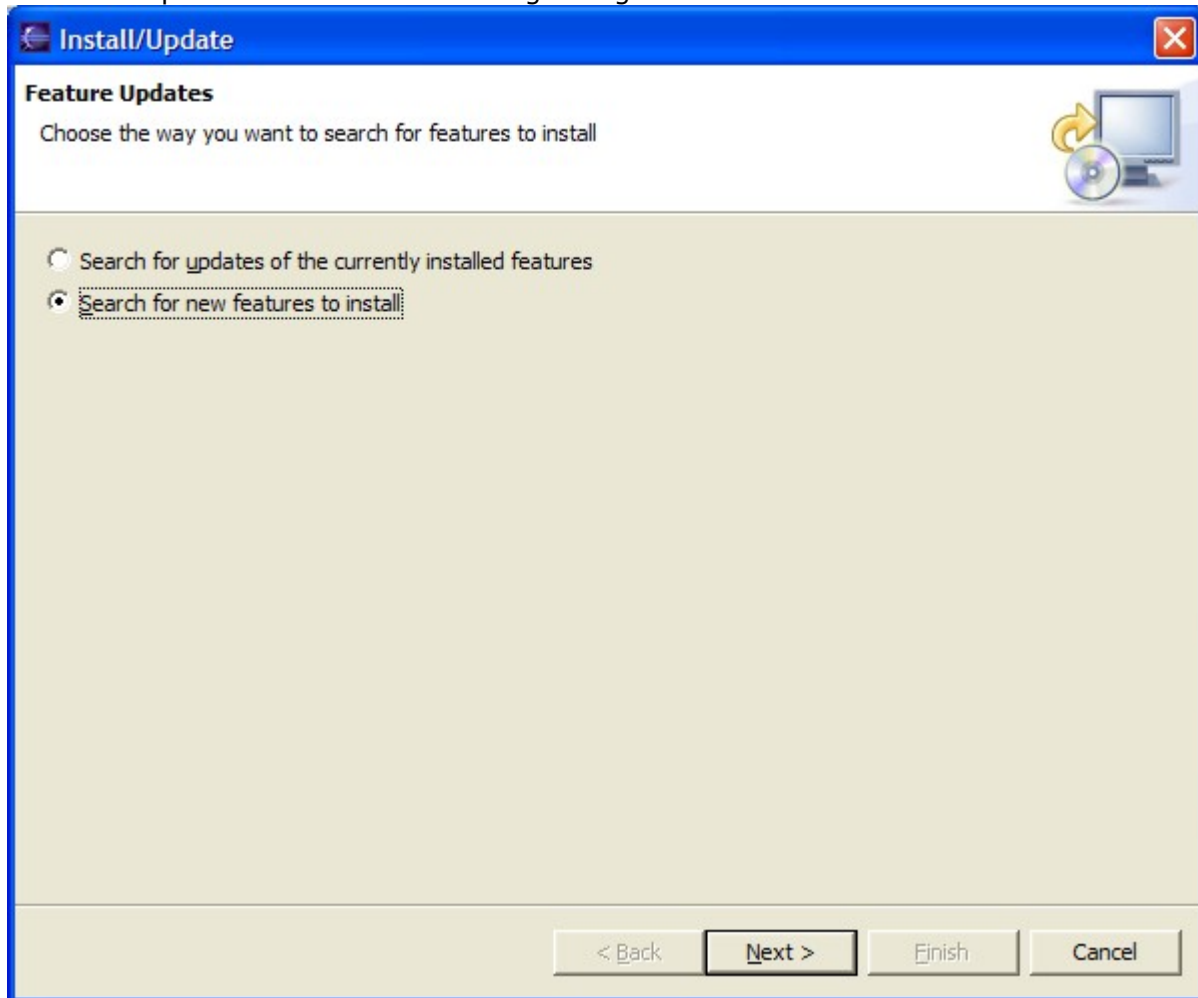 Install/Update
Feature Updates
Choose the way you want to search for features to install
Search for updates of the currently installed features
Search for new features to install
< Back
Next >
Finish
Cancel